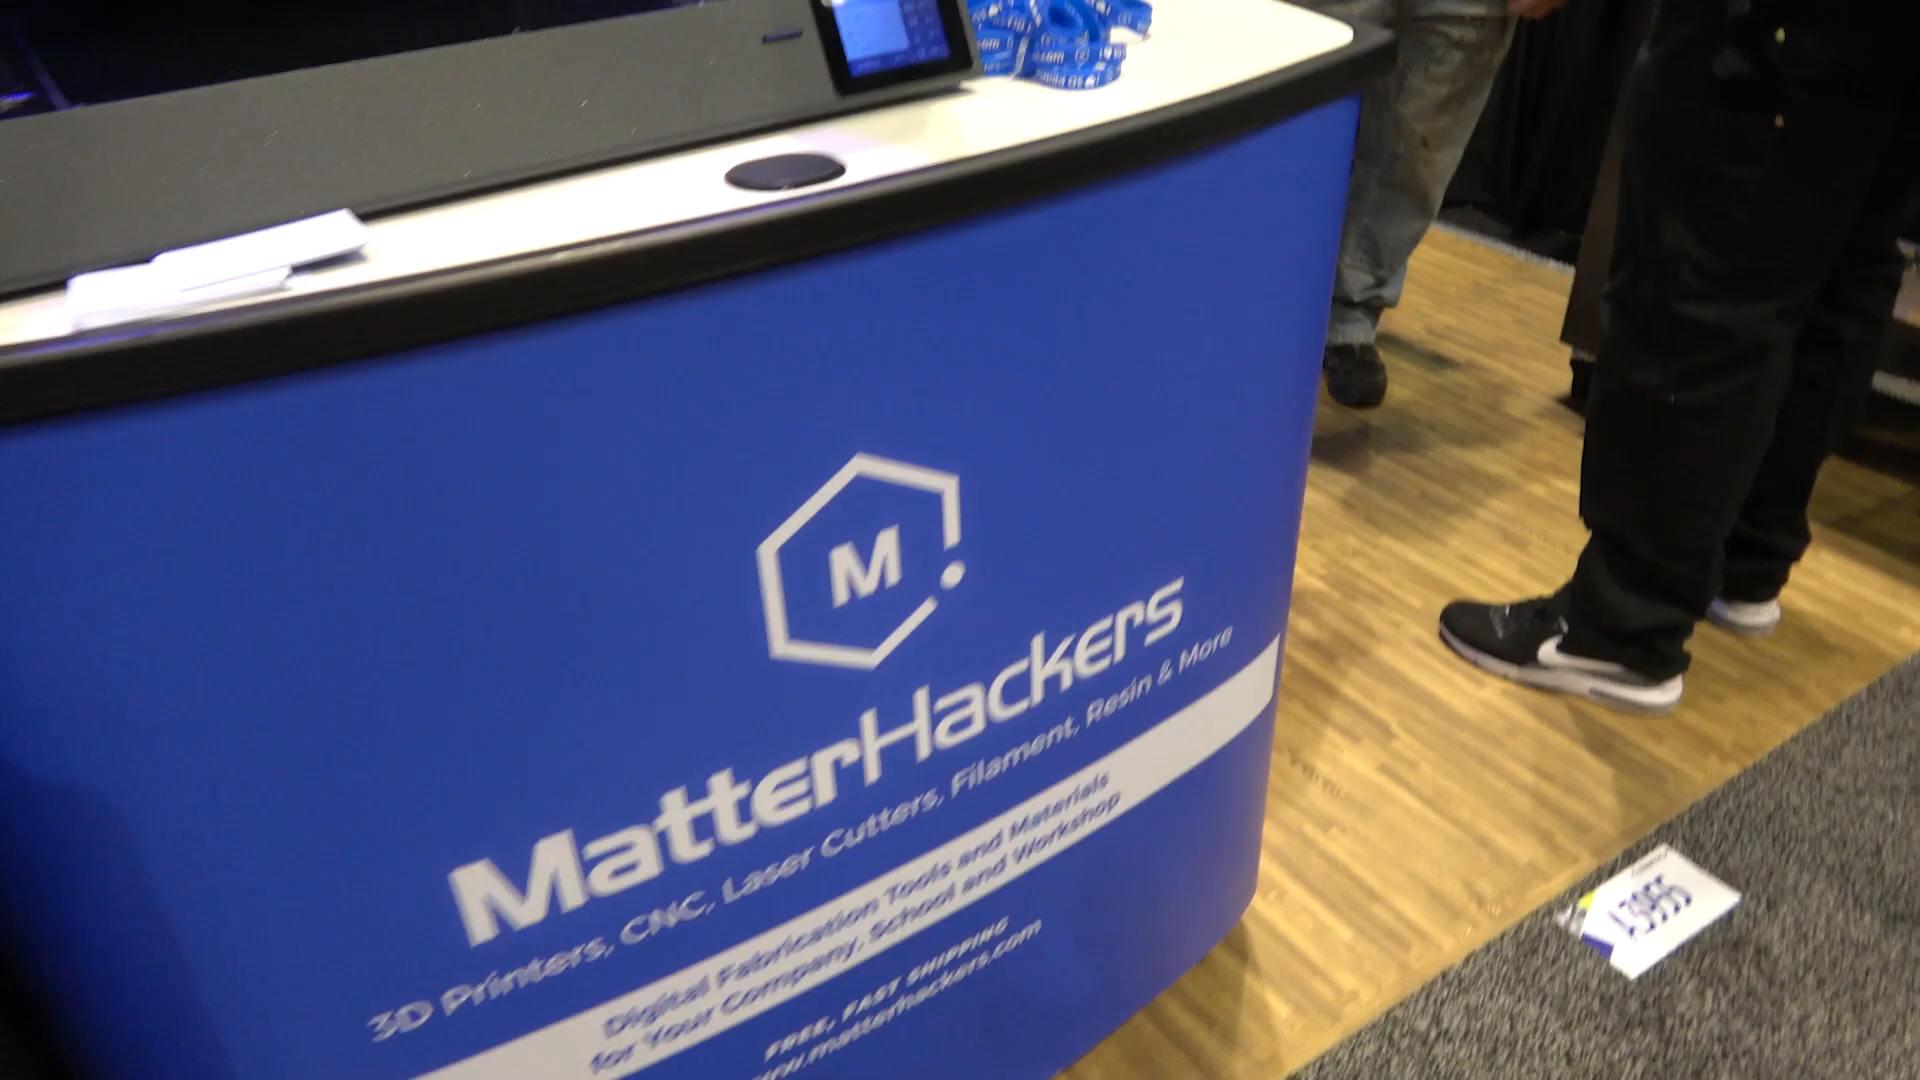 M
MatterHackers
3D Printers, CNC, Laser Cutters, Filament, Resin & More
Digital Fabrication Tools and Materials
for Your Company, School and Workshop
FREE, FAST SHIPPING
www.matterhackers.com
A3955